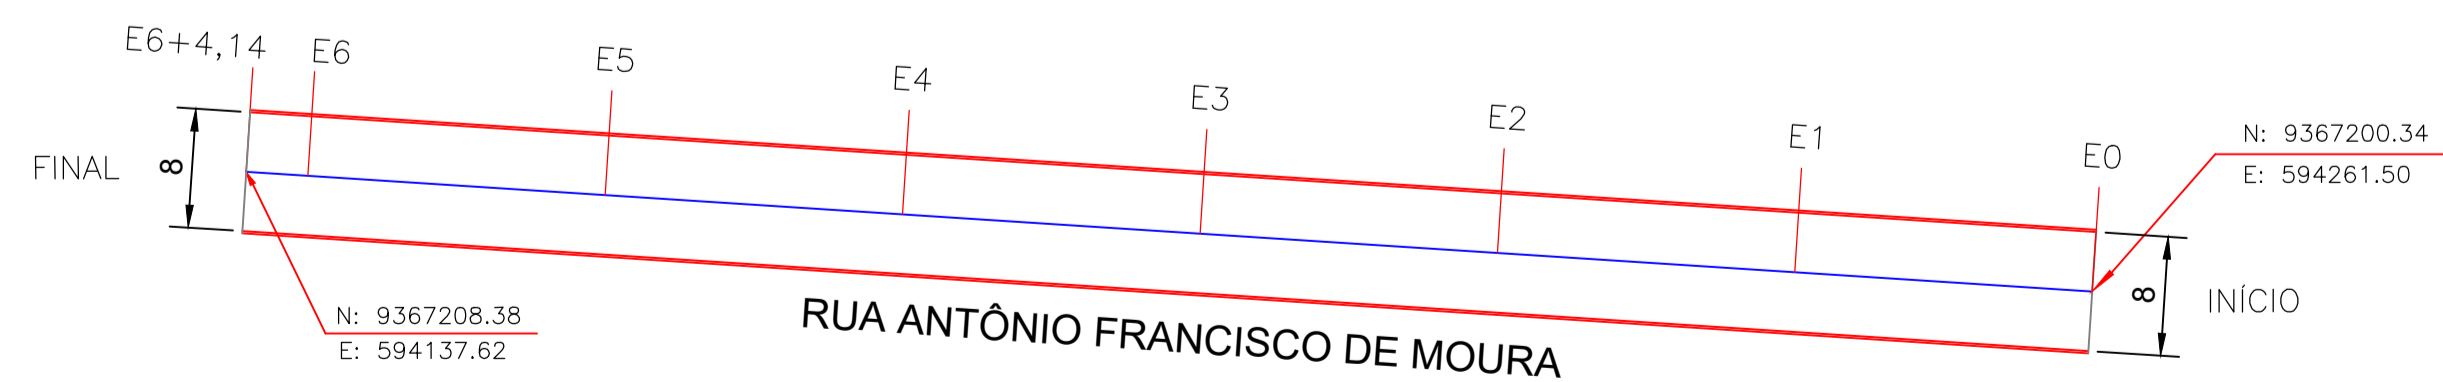 E6+4,14
E6
E5
E4
E3
E2
E1
E0
N: 9367200.34
E: 594261.50
FINAL
8
8
INÍCIO
N: 9367208.38
E: 594137.62
RUA ANTÔNIO FRANCISCO DE MOURA